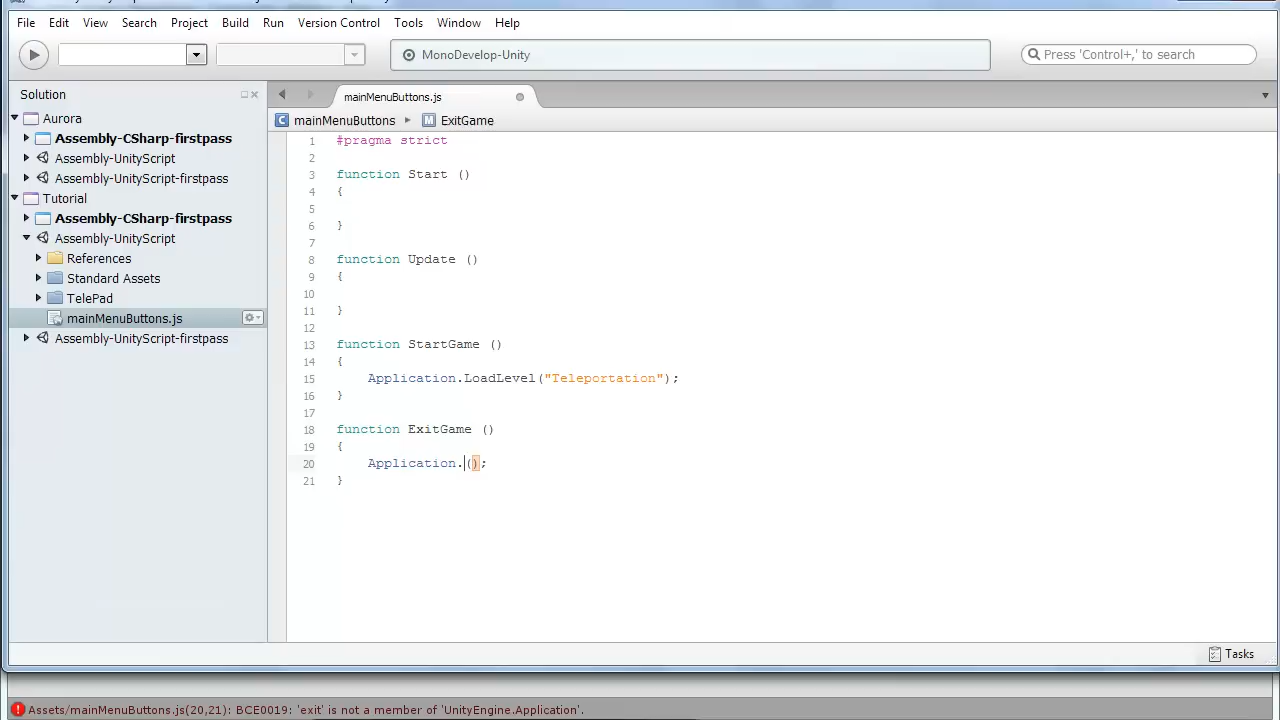 File Edit View Search Project Build Run Version Control Tools Window Help
MonoDevelop-Unity
Press 'Control+,' to search
Solution
mainMenuButtons.js
mainMenuButtons ExitGame
Aurora
Assembly-CSharp-firstpass
Assembly-UnityScript
Assembly-UnityScript-firstpass
Tutorial
Assembly-CSharp-firstpass
Assembly-UnityScript
References
Standard Assets
TelePad
mainMenuButtons.js
Assembly-UnityScript-firstpass
1 #pragma strict
2
3 function Start ()
4 {
5
6 }
7
8 function Update ()
9 {
10
11 }
12
13 function StartGame ()
14 {
15 Application.LoadLevel("Teleportation");
16 }
17
18 function ExitGame ()
19 {
20 Application.();
21 }
Tasks
Assets/mainMenuButtons.js(20,21): BCE0019: 'exit' is not a member of 'UnityEngine.Application'.